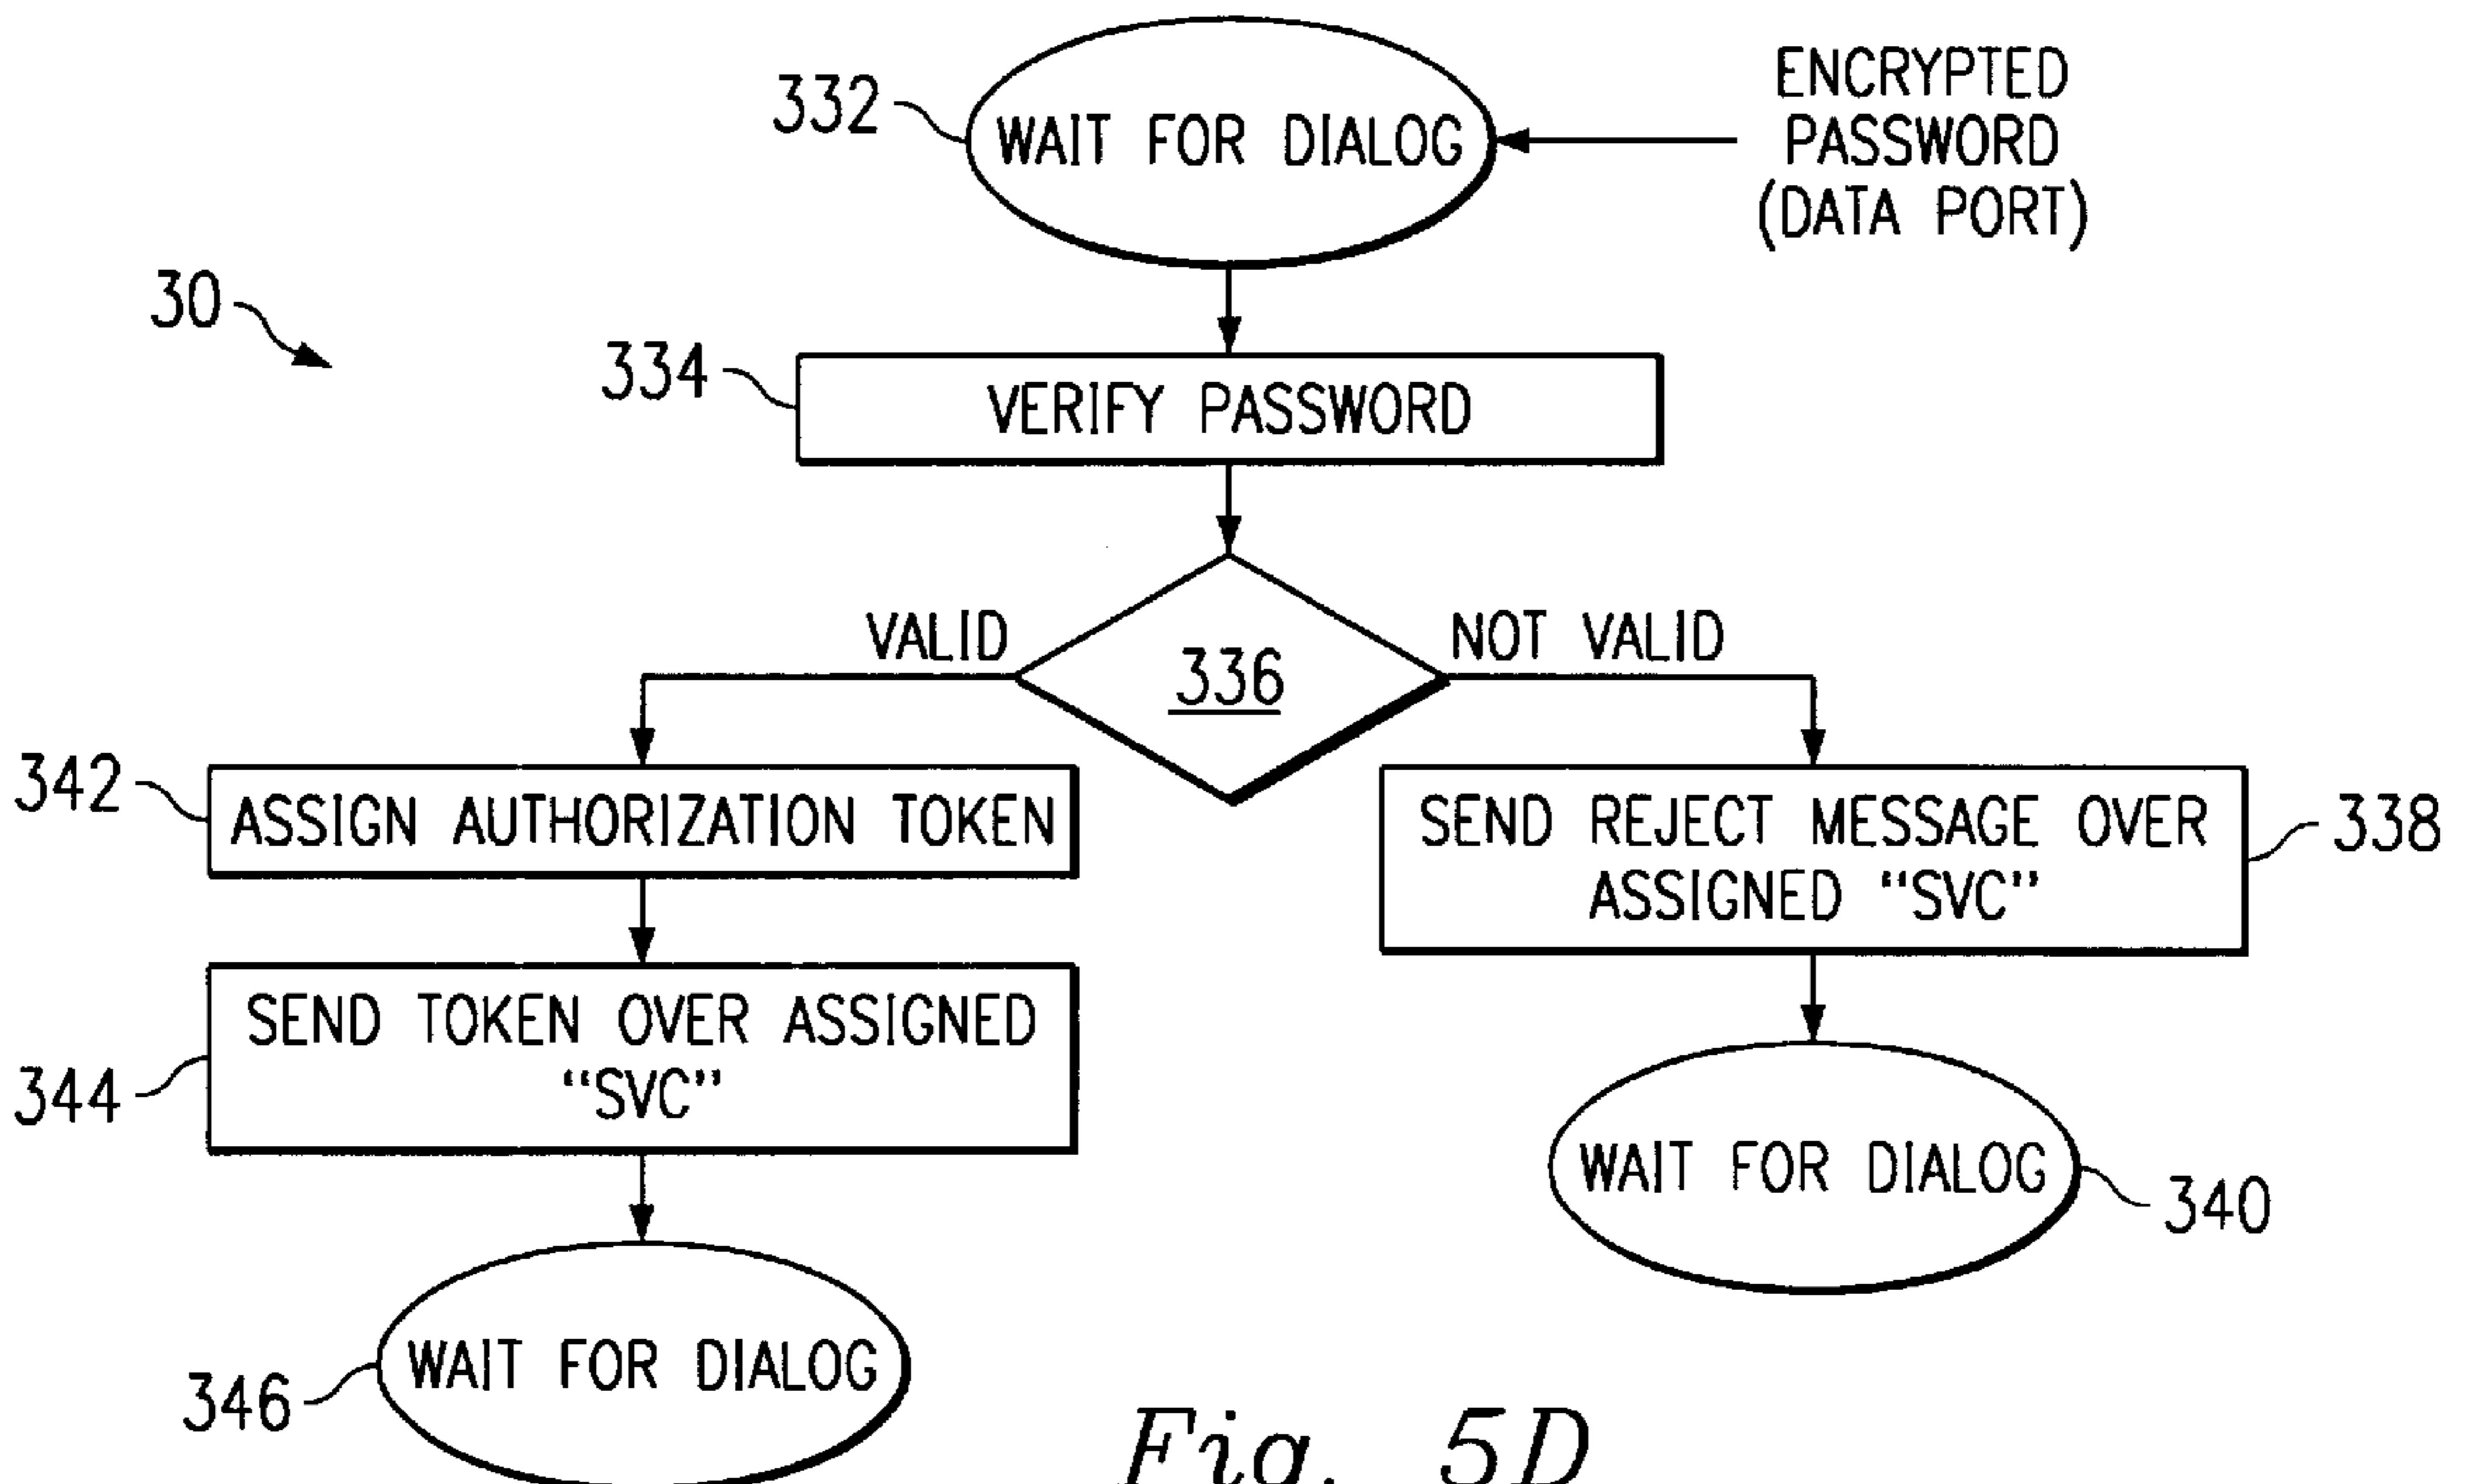 332
WAIT FOR DIALOG
ENCRYPTED
PASSWORD
(DATA PORT)
30
334
VERIFY PASSWORD
VALID
336
NOT VALID
342
ASSIGN AUTHORIZATION TOKEN
SEND REJECT MESSAGE OVER
ASSIGNED “SVC”
338
344
SEND TOKEN OVER ASSIGNED
“SVC”
WAIT FOR DIALOG
340
346
WAIT FOR DIALOG
Fig. 5D